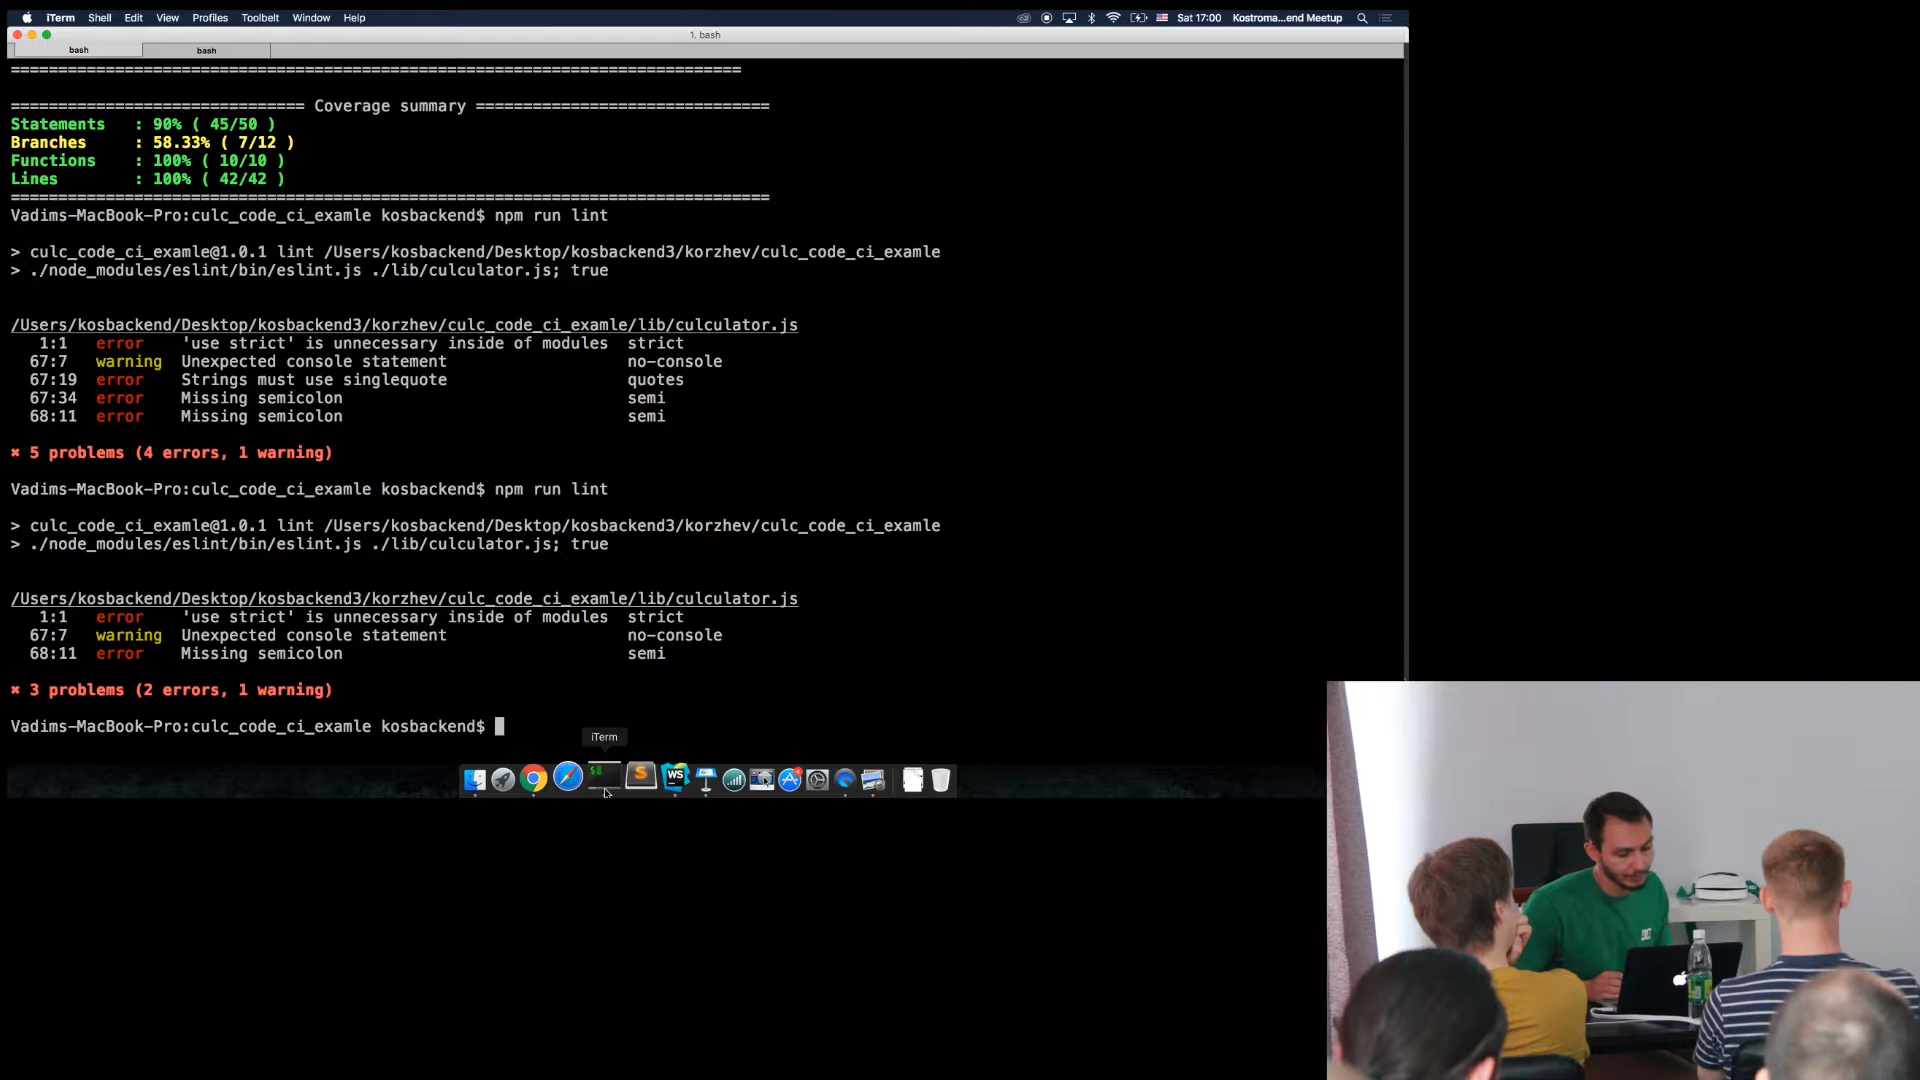 iTerm Shell Edit View Profiles Toolbelt Window Help Sat 17:00 Kostroma...end Meetup
1. bash
bash bash
=============================================================================
=============================== Coverage summary ===============================
Statements : 90% ( 45/50 )
Branches : 58.33% ( 7/12 )
Functions : 100% ( 10/10 )
Lines : 100% ( 42/42 )
================================================================================
Vadims-MacBook-Pro:culc_code_ci_examle kosbackend$ npm run lint
> culc_code_ci_examle@1.0.1 lint /Users/kosbackend/Desktop/kosbackend3/korzhev/culc_code_ci_examle
> ./node_modules/eslint/bin/eslint.js ./lib/culculator.js; true
/Users/kosbackend/Desktop/kosbackend3/korzhev/culc_code_ci_examle/lib/culculator.js
1:1 error 'use strict' is unnecessary inside of modules strict
67:7 warning Unexpected console statement no-console
67:19 error Strings must use singlequote quotes
67:34 error Missing semicolon semi
68:11 error Missing semicolon semi
✖ 5 problems (4 errors, 1 warning)
Vadims-MacBook-Pro:culc_code_ci_examle kosbackend$ npm run lint
> culc_code_ci_examle@1.0.1 lint /Users/kosbackend/Desktop/kosbackend3/korzhev/culc_code_ci_examle
> ./node_modules/eslint/bin/eslint.js ./lib/culculator.js; true
/Users/kosbackend/Desktop/kosbackend3/korzhev/culc_code_ci_examle/lib/culculator.js
1:1 error 'use strict' is unnecessary inside of modules strict
67:7 warning Unexpected console statement no-console
68:11 error Missing semicolon semi
✖ 3 problems (2 errors, 1 warning)
Vadims-MacBook-Pro:culc_code_ci_examle kosbackend$
iTerm
$
S
WS